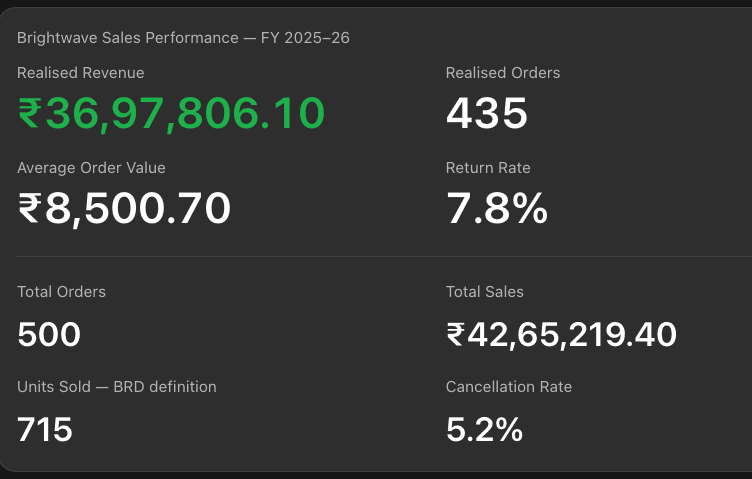 Brightwave Sales Performance — FY 2025–26
Realised Revenue
₹36,97,806.10
Realised Orders
435
Average Order Value
₹8,500.70
Return Rate
7.8%
Total Orders
500
Total Sales
₹42,65,219.40
Units Sold — BRD definition
715
Cancellation Rate
5.2%